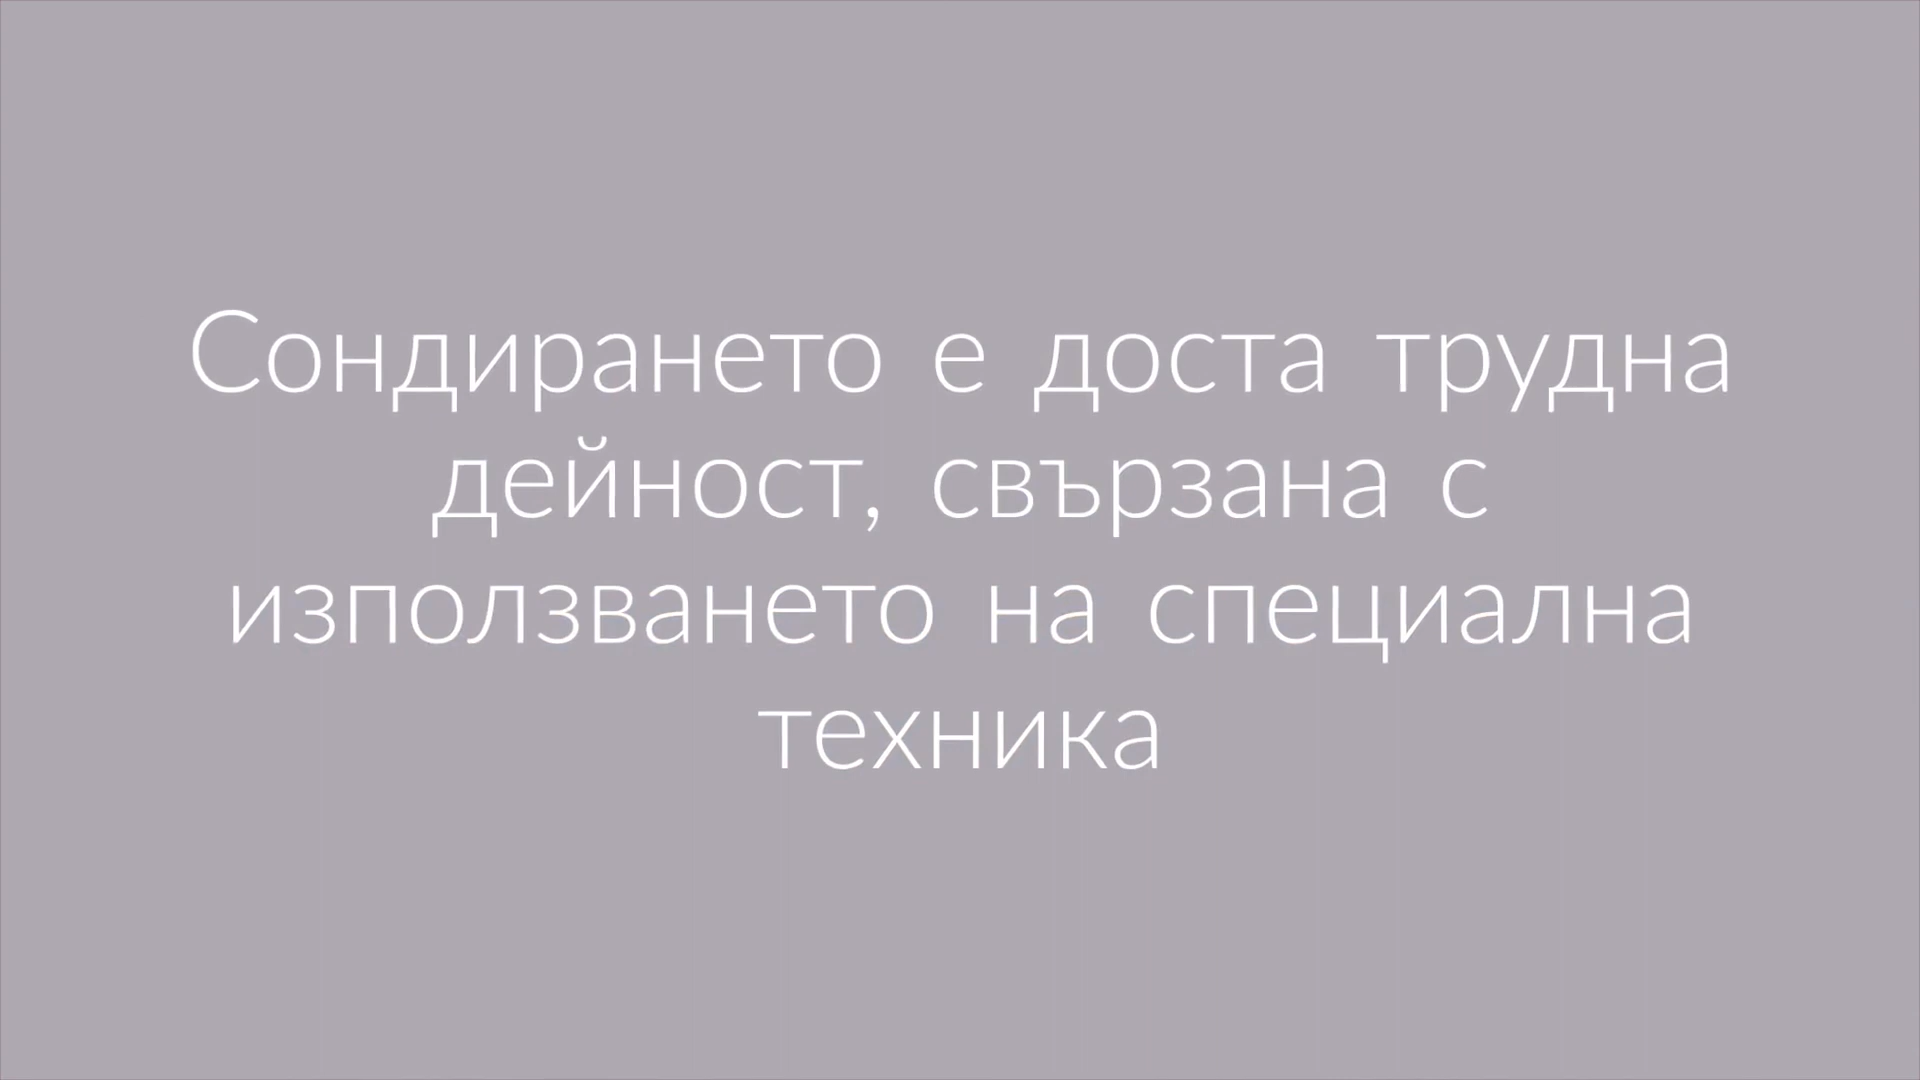 Сондирането е доста трудна
дейност, свързана с
използването на специална
техника